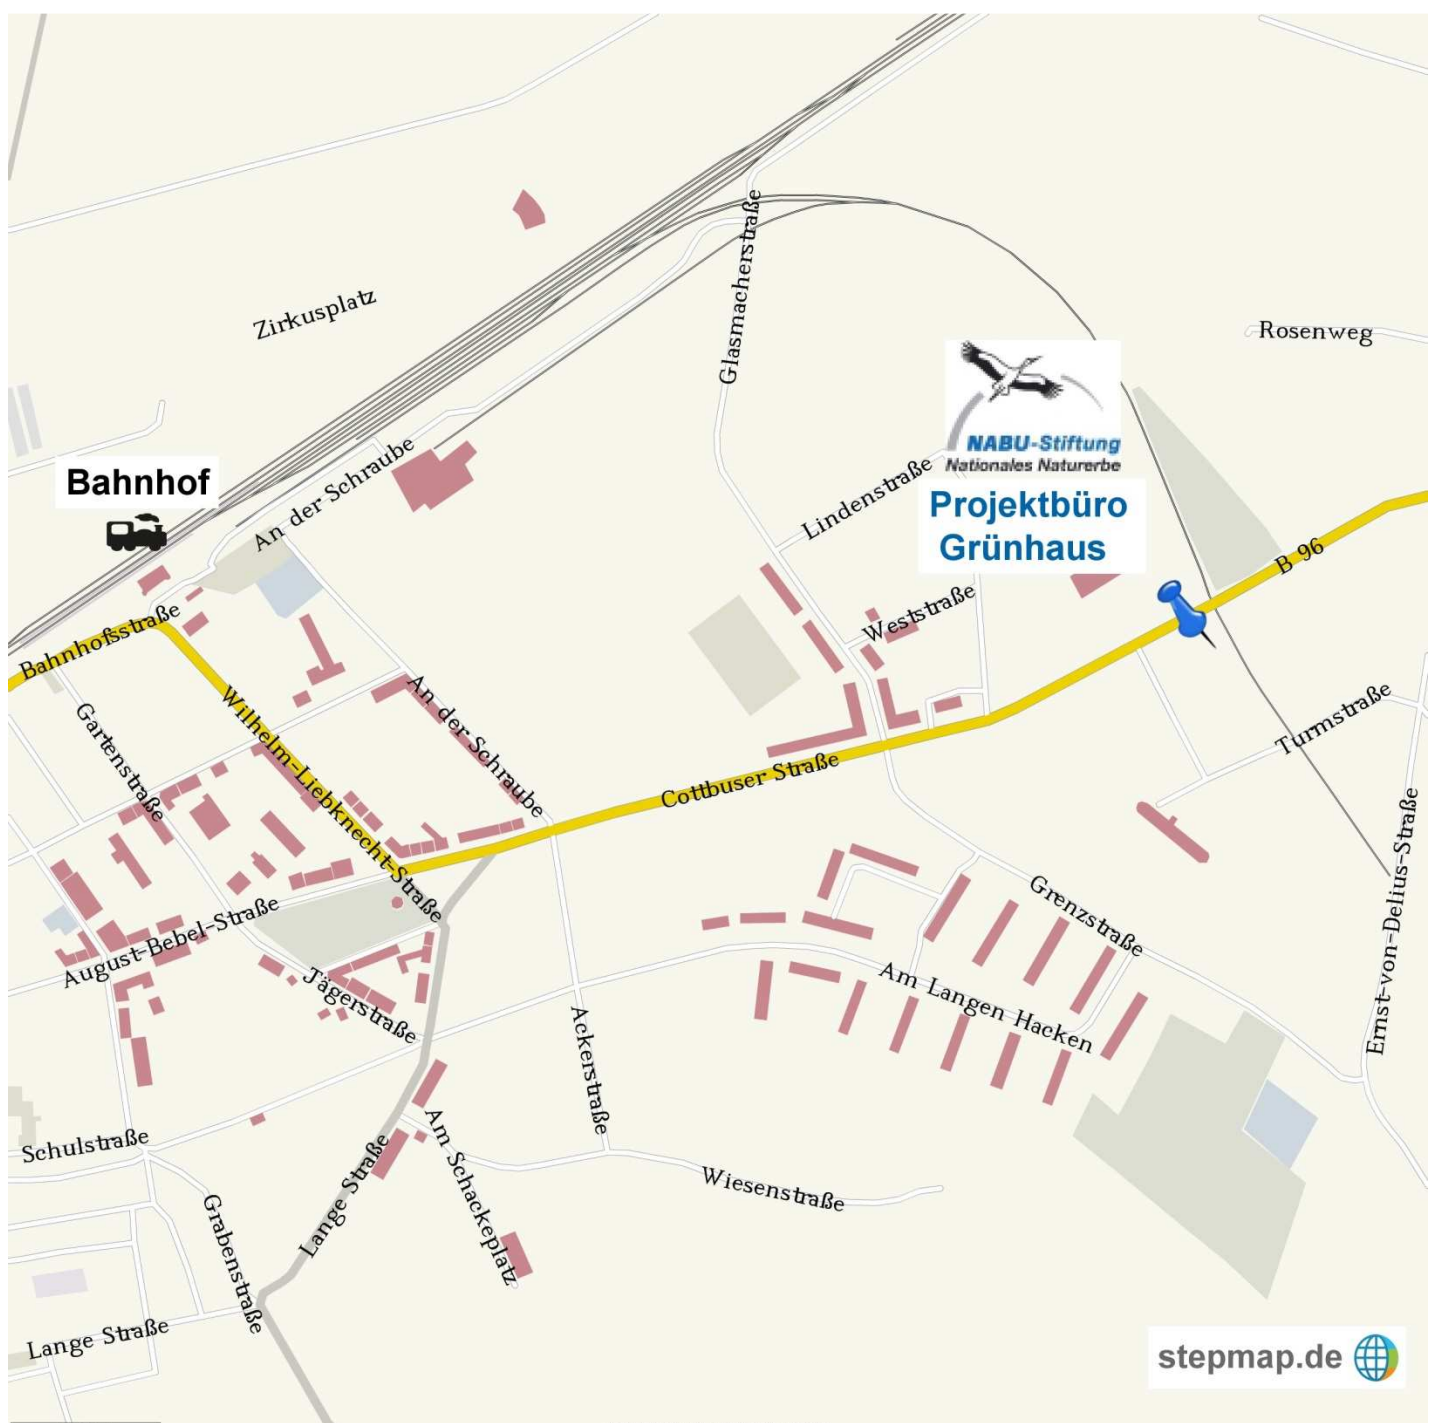 Zirkusplatz
Glasmacherstraße
Rosenweg
NABU-Stiftung
Nationales Naturerbe
Bahnhof
An der Schraube
Lindenstraße
Projektbüro
Grünhaus
B 96
Weststraße
Bahnhofsstraße
Gartenstraße
Wilhelm-Liebknecht-Straße
An der Schraube
Cottbuser Straße
Turmstraße
Ernst-von-Delius-Straße
Grenzstraße
August-Bebel-Straße
Tägerstraße
Am Langen Hacken
Ackerstraße
Schulstraße
Lange Straße
Am Schackeplatz
Wiesenstraße
Grabenstraße
Lange Straße
stepmap.de